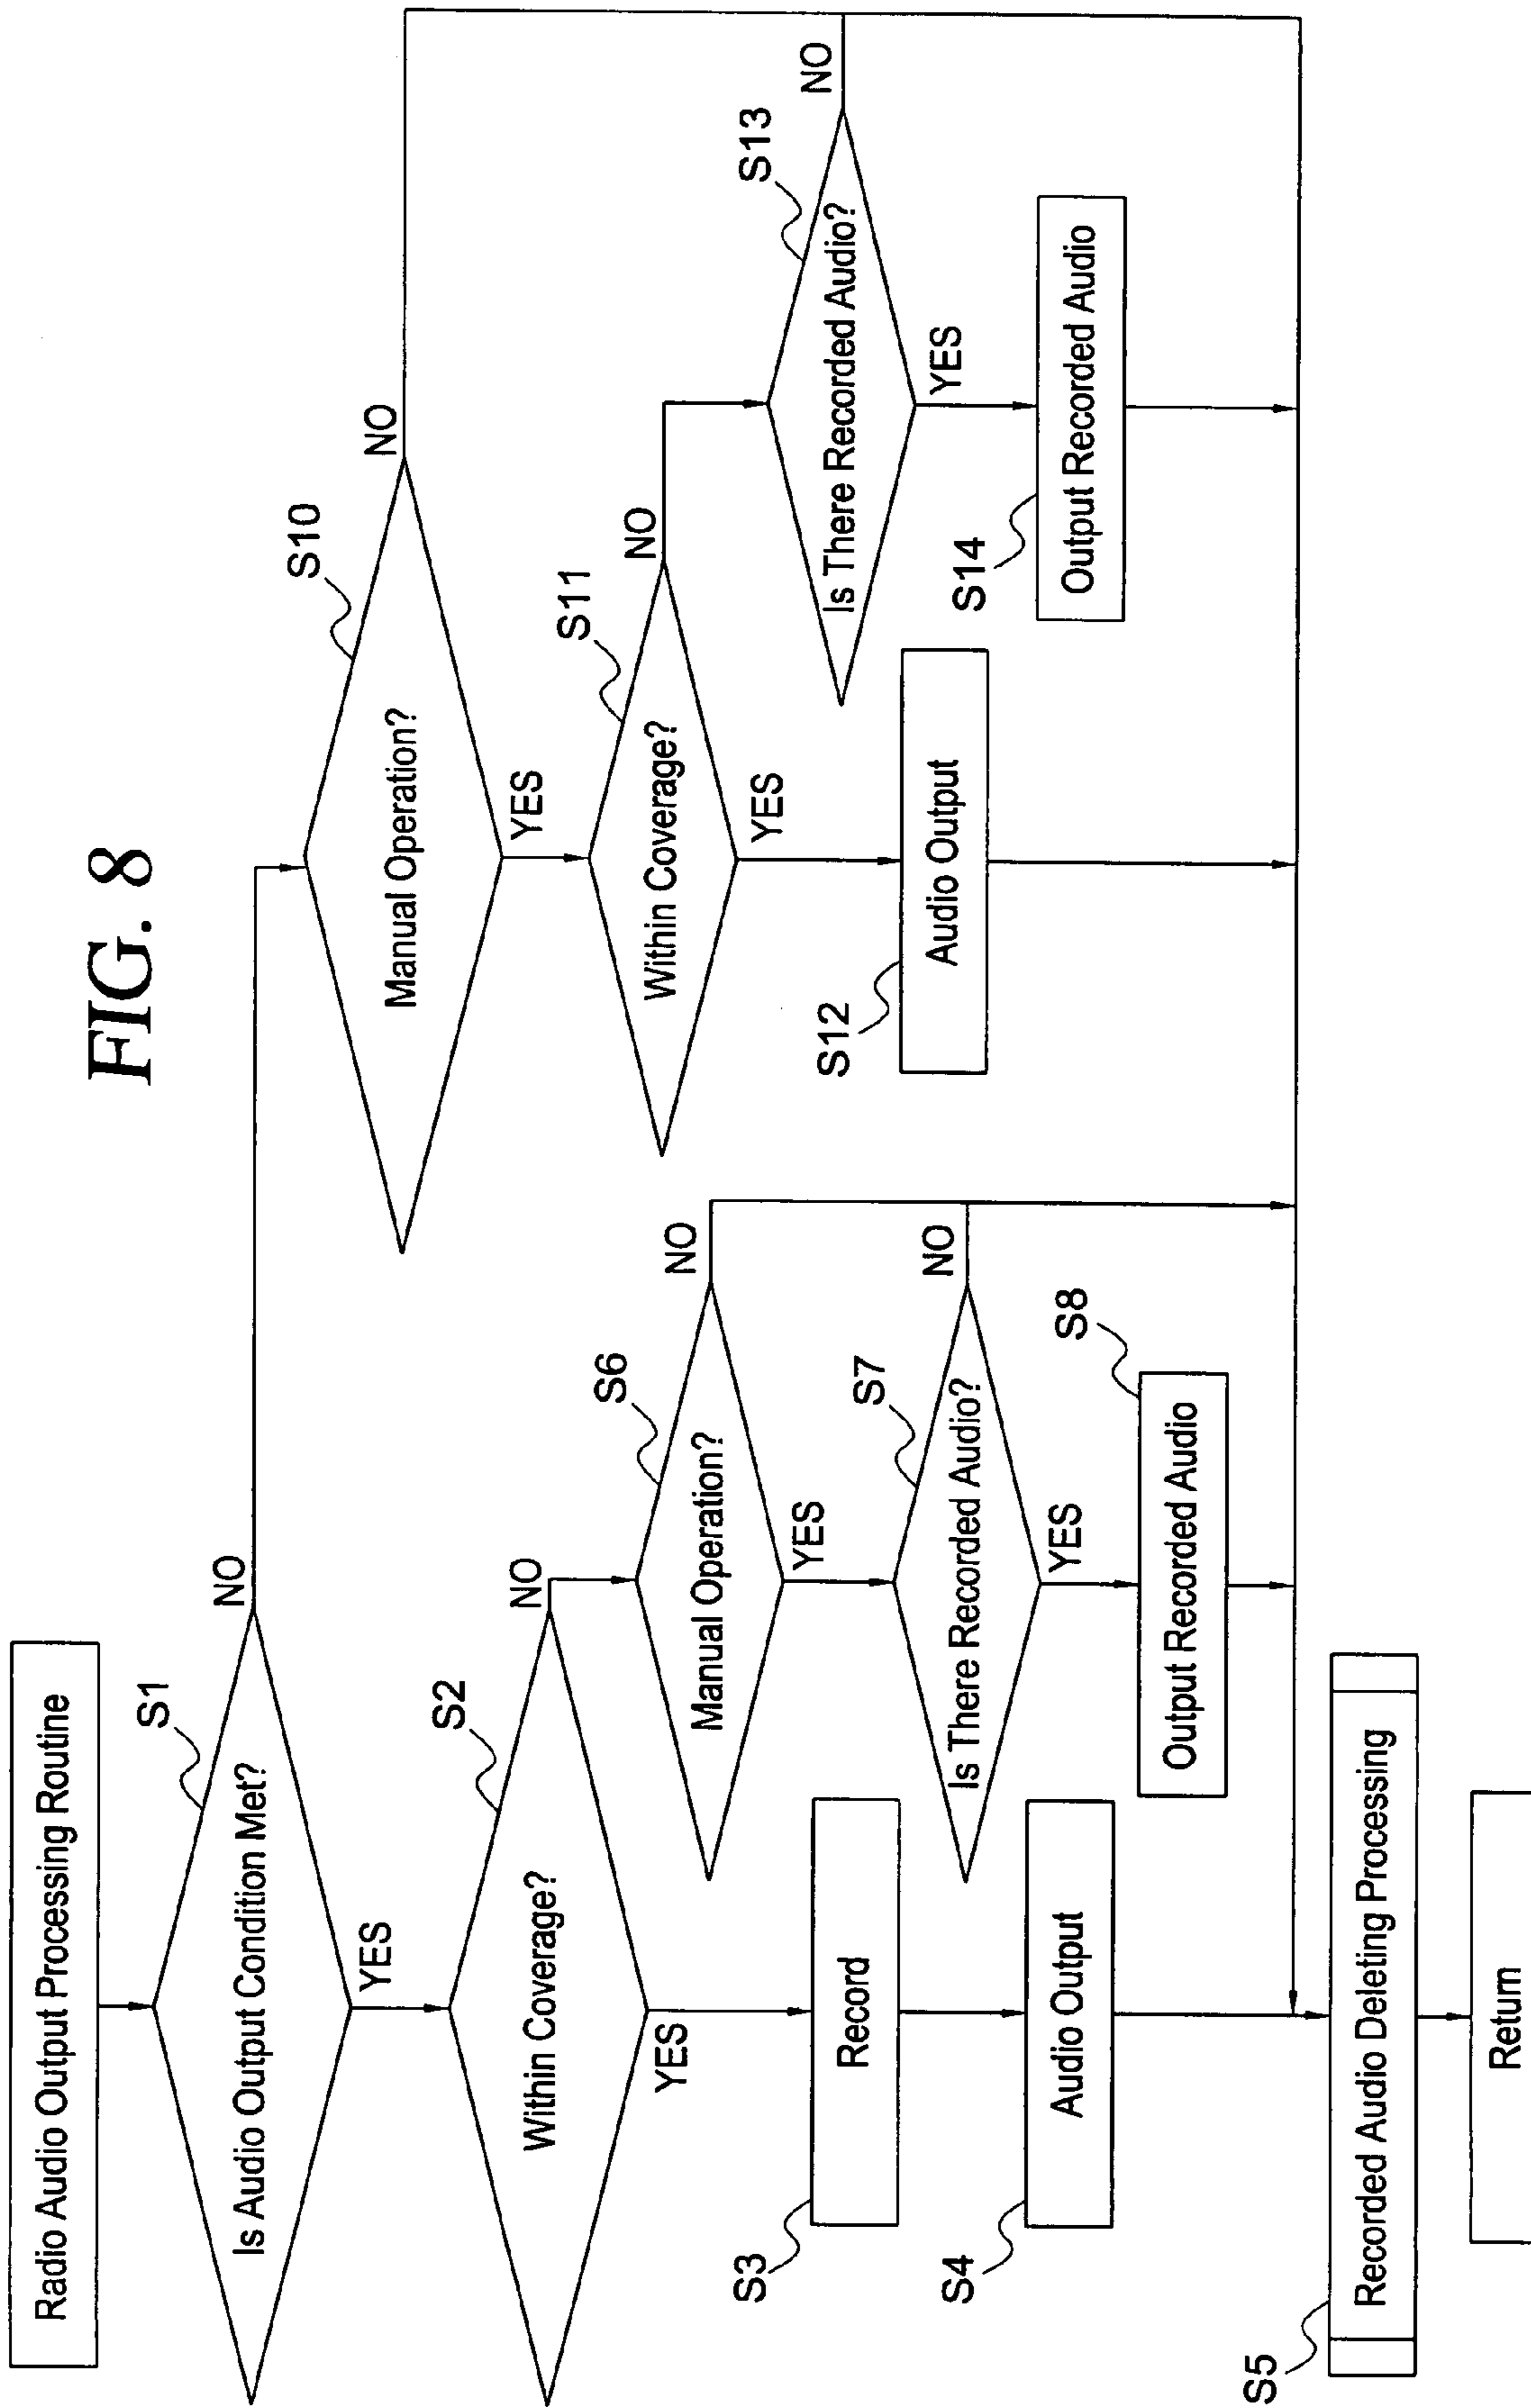 FIG. 8
Radio Audio Output Processing Routine
S1
Is Audio Output Condition Met?
NO
YES
S2
Within Coverage?
NO
YES
S3
Record
S4
Audio Output
S6
Manual Operation?
NO
YES
S7
Is There Recorded Audio?
NO
YES
S8
Output Recorded Audio
S10
Manual Operation?
NO
YES
S11
Within Coverage?
NO
YES
S12
Audio Output
S13
Is There Recorded Audio?
NO
YES
S14
Output Recorded Audio
S5
Recorded Audio Deleting Processing
Return